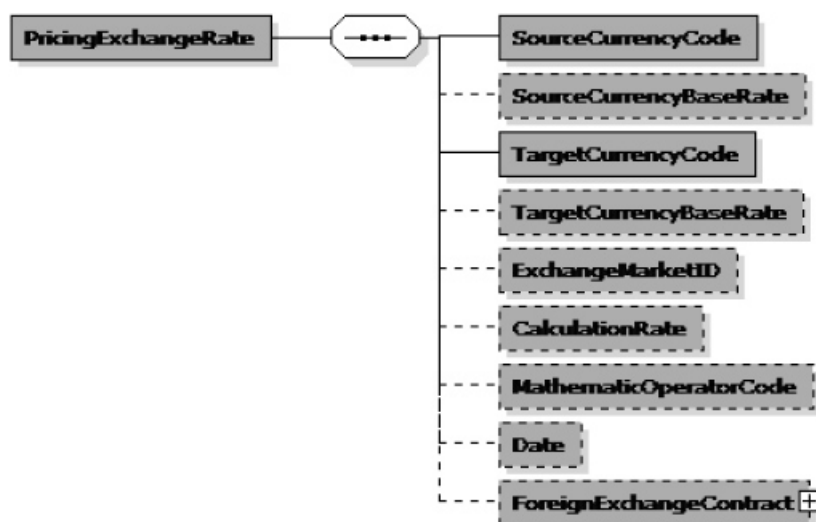 PricingExchangeRate
SourceCurrencyCode
SourceCurrencyBaseRate
TargetCurrencyCode
TargetCurrencyBaseRate
ExchangeMarketID
CalculationRate
MathematicOperatorCode
Date
ForeignExchangeContract